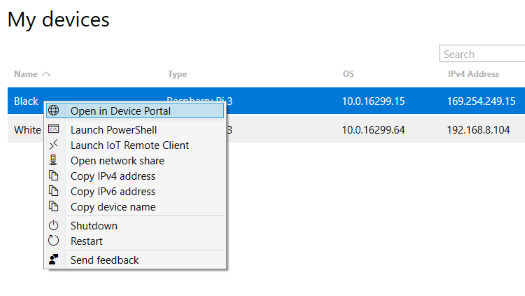 My devices
Search
Name Type OS IPv4 Address
Black Raspberry Pi 3 10.0.16299.15 169.254.249.15
Open in Device Portal
White 3 10.0.16299.64 192.168.8.104
Launch PowerShell
Launch IoT Remote Client
Open network share
Copy IPv4 address
Copy IPv6 address
Copy device name
Shutdown
Restart
Send feedback